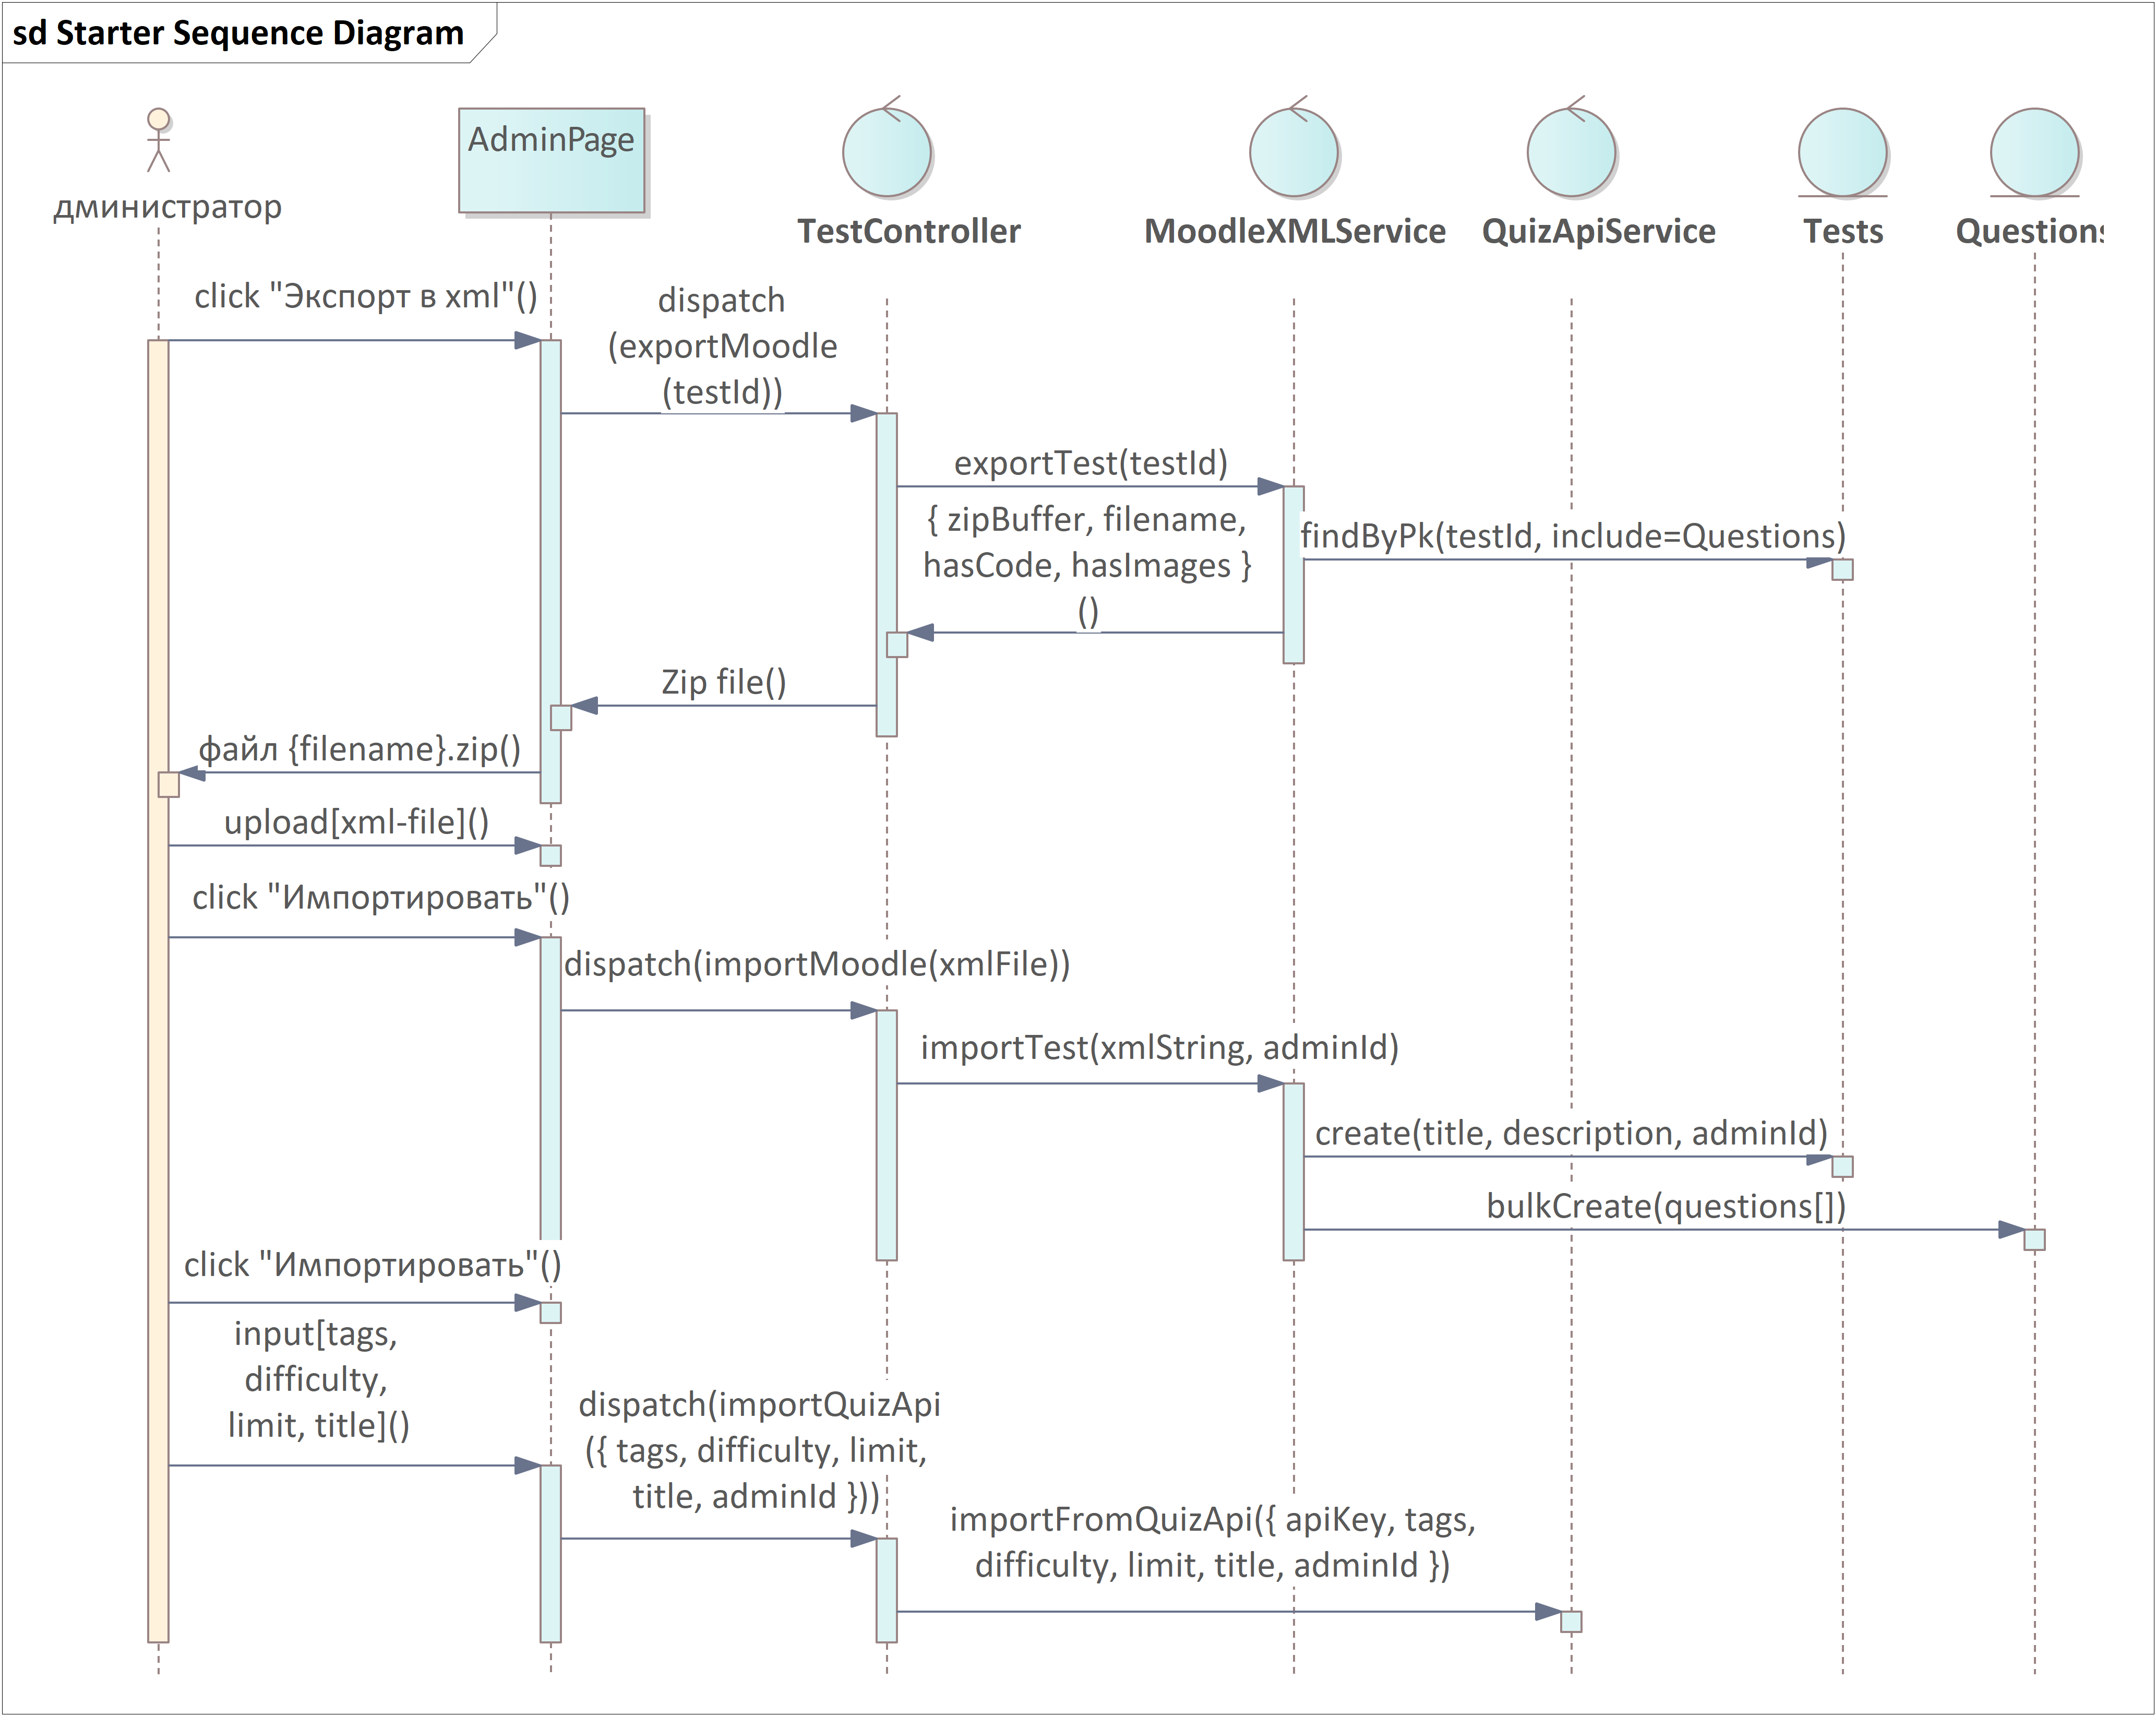 sd Starter Sequence Diagram
дминистратор
AdminPage
TestController
MoodleXMLService
QuizApiService
Tests
Questions
click "Экспорт в xml"()
dispatch
(exportMoodle
(testId))
exportTest(testId)
{ zipBuffer, filename,
hasCode, hasImages }
()
findByPk(testId, include=Questions)
Zip file()
файл {filename}.zip()
upload[xml-file]()
click "Импортировать"()
dispatch(importMoodle(xmlFile))
importTest(xmlString, adminId)
create(title, description, adminId)
bulkCreate(questions[])
click "Импортировать"()
input[tags,
difficulty,
limit, title]()
dispatch(importQuizApi
({ tags, difficulty, limit,
title, adminId }))
importFromQuizApi({ apiKey, tags,
difficulty, limit, title, adminId })